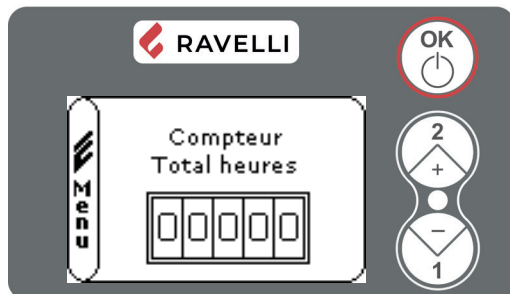 RAVELLI
OK
Compteur
Total heures
00000
Menu
2
+
−
1